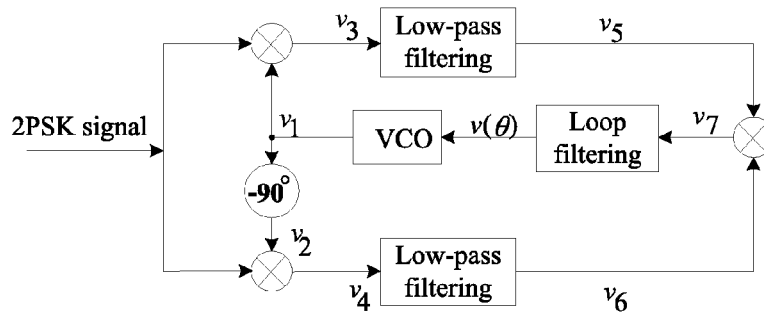 v3
Low-pass
filtering
v5
2PSK signal
v1
VCO
v(θ)
Loop
filtering
v7
-90°
v2
Low-pass
filtering
v4
v6